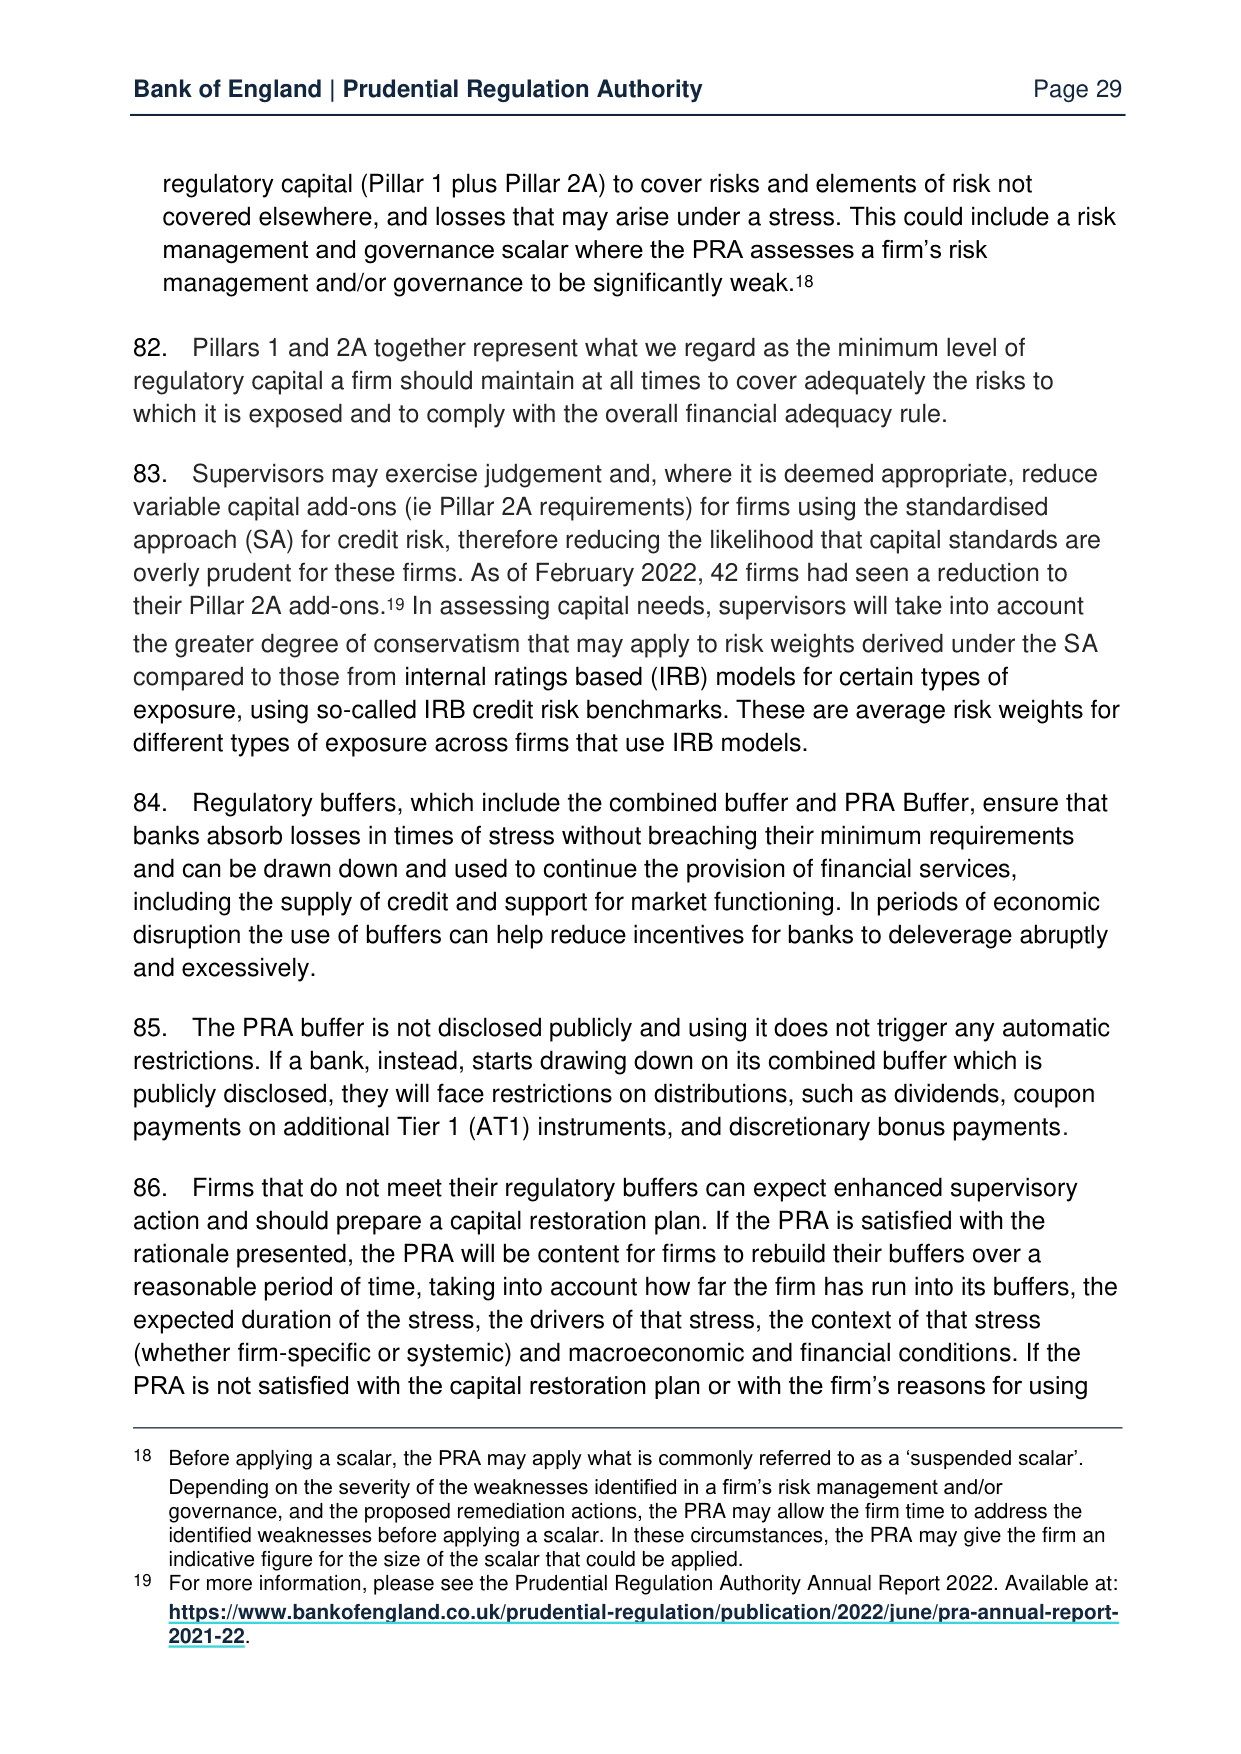 Bank of England | Prudential Regulation Authority Page 29
regulatory capital (Pillar 1 plus Pillar 2A) to cover risks and elements of risk not
covered elsewhere, and losses that may arise under a stress. This could include a risk
management and governance scalar where the PRA assesses a firm’s risk
management and/or governance to be significantly weak.18
82. Pillars 1 and 2A together represent what we regard as the minimum level of
regulatory capital a firm should maintain at all times to cover adequately the risks to
which it is exposed and to comply with the overall financial adequacy rule.
83. Supervisors may exercise judgement and, where it is deemed appropriate, reduce
variable capital add-ons (ie Pillar 2A requirements) for firms using the standardised
approach (SA) for credit risk, therefore reducing the likelihood that capital standards are
overly prudent for these firms. As of February 2022, 42 firms had seen a reduction to
their Pillar 2A add-ons.19 In assessing capital needs, supervisors will take into account
the greater degree of conservatism that may apply to risk weights derived under the SA
compared to those from internal ratings based (IRB) models for certain types of
exposure, using so-called IRB credit risk benchmarks. These are average risk weights for
different types of exposure across firms that use IRB models.
84. Regulatory buffers, which include the combined buffer and PRA Buffer, ensure that
banks absorb losses in times of stress without breaching their minimum requirements
and can be drawn down and used to continue the provision of financial services,
including the supply of credit and support for market functioning. In periods of economic
disruption the use of buffers can help reduce incentives for banks to deleverage abruptly
and excessively.
85. The PRA buffer is not disclosed publicly and using it does not trigger any automatic
restrictions. If a bank, instead, starts drawing down on its combined buffer which is
publicly disclosed, they will face restrictions on distributions, such as dividends, coupon
payments on additional Tier 1 (AT1) instruments, and discretionary bonus payments.
86. Firms that do not meet their regulatory buffers can expect enhanced supervisory
action and should prepare a capital restoration plan. If the PRA is satisfied with the
rationale presented, the PRA will be content for firms to rebuild their buffers over a
reasonable period of time, taking into account how far the firm has run into its buffers, the
expected duration of the stress, the drivers of that stress, the context of that stress
(whether firm-specific or systemic) and macroeconomic and financial conditions. If the
PRA is not satisfied with the capital restoration plan or with the firm’s reasons for using
18 Before applying a scalar, the PRA may apply what is commonly referred to as a ‘suspended scalar’.
Depending on the severity of the weaknesses identified in a firm’s risk management and/or
governance, and the proposed remediation actions, the PRA may allow the firm time to address the
identified weaknesses before applying a scalar. In these circumstances, the PRA may give the firm an
indicative figure for the size of the scalar that could be applied.
19 For more information, please see the Prudential Regulation Authority Annual Report 2022. Available at:
https://www.bankofengland.co.uk/prudential-regulation/publication/2022/june/pra-annual-report-
2021-22.